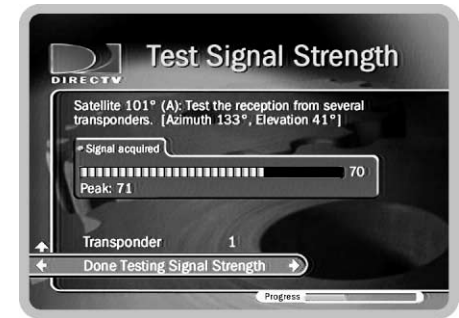 Test Signal Strength
DIRECTV
Satellite 101° (A): Test the reception from several
transponders. [Azimuth 133°, Elevation 41°]
Signal acquired
70
Peak: 71
Transponder 1
Done Testing Signal Strength
Progress